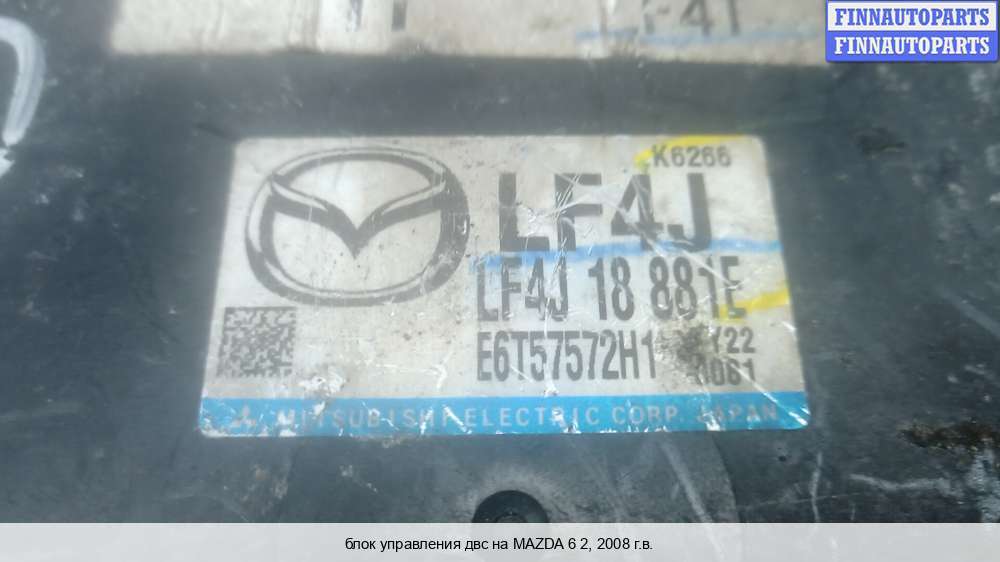 LF4J
FINNAUTOPARTS
FINNAUTOPARTS
K6266
LF4J
LF4J 18 881E
E6T57572H1
MITSUBISHI ELECTRIC CORP. JAPAN
блок управления двс на MAZDA 6 2, 2008 г.в.